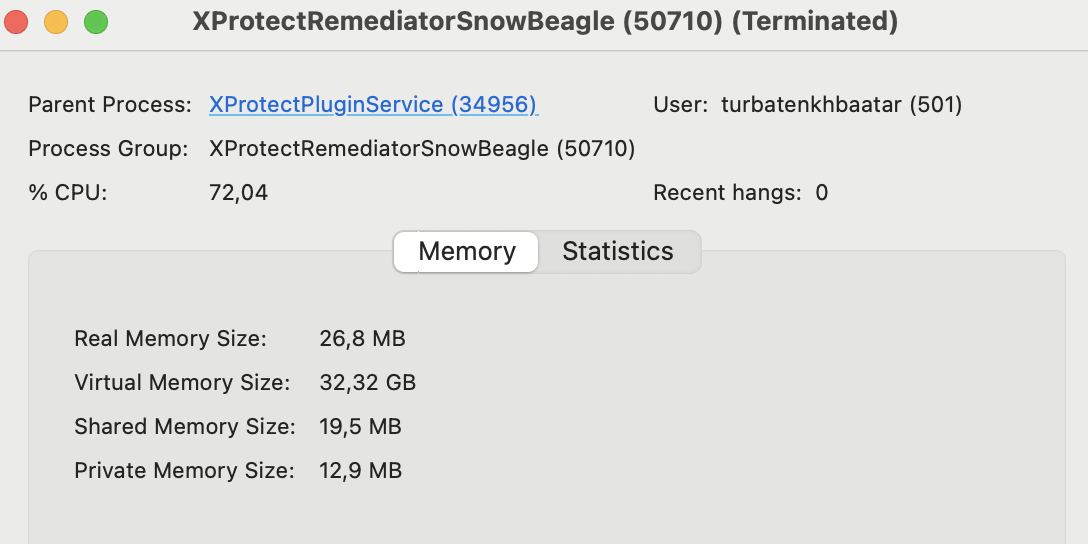 XProtectRemediatorSnowBeagle (50710) (Terminated)
Parent Process: XProtectPluginService (34956) User: turbatenkhbaatar (501)
Process Group: XProtectRemediatorSnowBeagle (50710)
% CPU: 72,04 Recent hangs: 0
Memory Statistics
Real Memory Size: 26,8 MB
Virtual Memory Size: 32,32 GB
Shared Memory Size: 19,5 MB
Private Memory Size: 12,9 MB